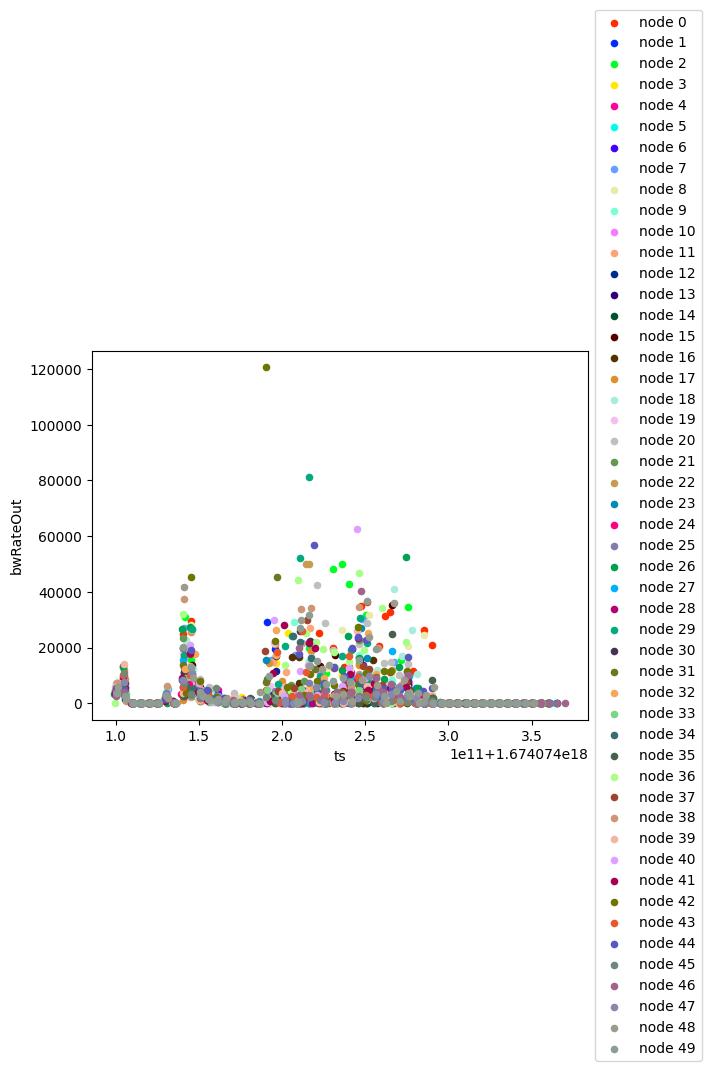 node 0
node 1
node 2
node 3
node 4
node 5
node 6
node 7
node 8
node 9
node 10
node 11
node 12
node 13
node 14
node 15
node 16
node 17
node 18
node 19
node 20
node 21
node 22
node 23
node 24
node 25
node 26
node 27
node 28
node 29
node 30
node 31
node 32
node 33
node 34
node 35
node 36
node 37
node 38
node 39
node 40
node 41
node 42
node 43
node 44
node 45
node 46
node 47
node 48
node 49
bwRateOut
120000
100000
80000
60000
40000
20000
0
1.0 1.5 2.0 2.5 3.0 3.5
ts
1e11+1.674074e18